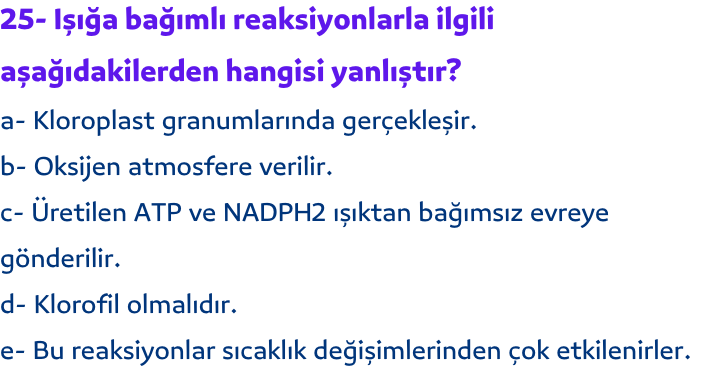 25- Işığa bağımlı reaksiyonlarla ilgili
aşağıdakilerden hangisi yanlıştır?
a- Kloroplast granumlarında gerçekleşir.
b- Oksijen atmosfere verilir.
c- Üretilen ATP ve NADPH2 ışıktan bağımsız evreye
gönderilir.
d- Klorofil olmalıdır.
e- Bu reaksiyonlar sıcaklık değişimlerinden çok etkilenirler.